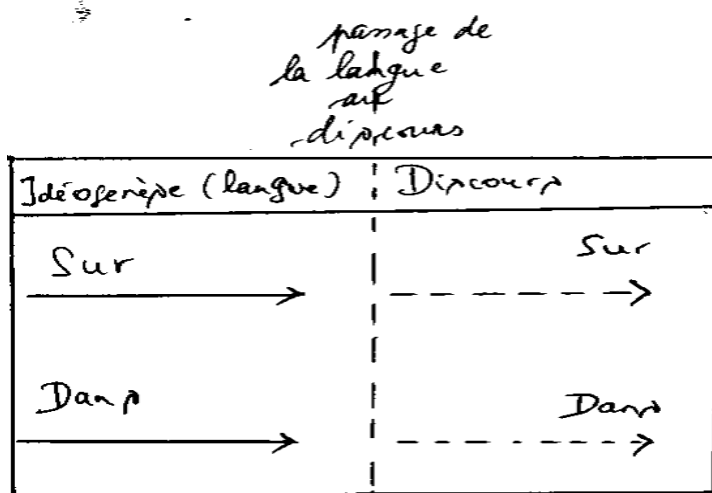 passage de
la langue
au
discours
Idéogenèse (langue) Discours
Sur Sur
Dans Dans